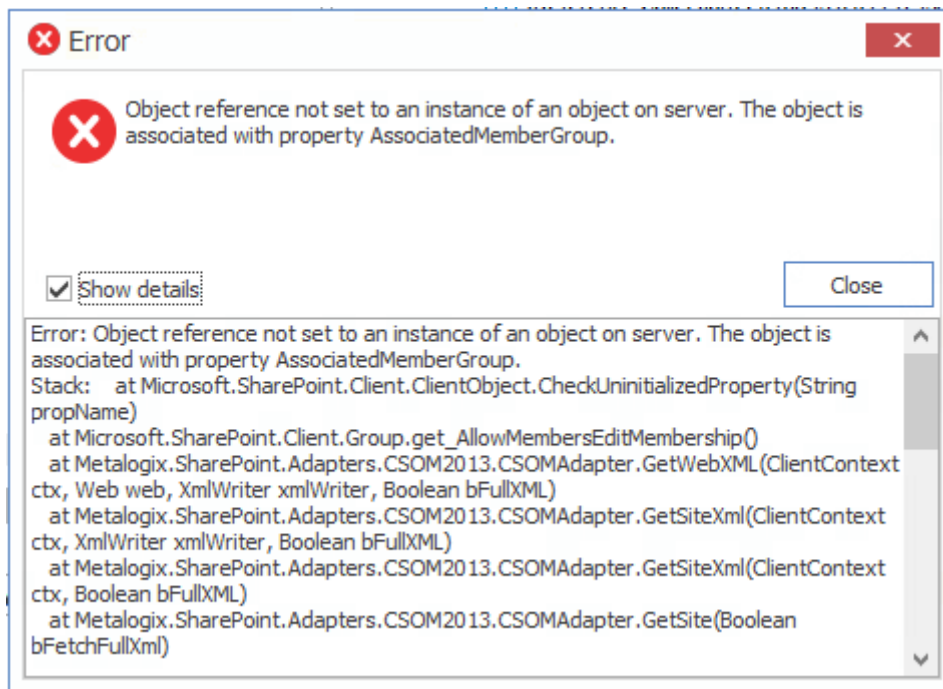 Error
Object reference not set to an instance of an object on server. The object is
associated with property AssociatedMemberGroup.
Show details
Close
Error: Object reference not set to an instance of an object on server. The object is
associated with property AssociatedMemberGroup.
Stack:    at Microsoft.SharePoint.Client.ClientObject.CheckUninitializedProperty(String
propName)
   at Microsoft.SharePoint.Client.Group.get_AllowMembersEditMembership()
   at Metalogix.SharePoint.Adapters.CSOM2013.CSOMAdapter.GetWebXML(ClientContext
ctx, Web web, XmlWriter xmlWriter, Boolean bFullXML)
   at Metalogix.SharePoint.Adapters.CSOM2013.CSOMAdapter.GetSiteXml(ClientContext
ctx, XmlWriter xmlWriter, Boolean bFullXML)
   at Metalogix.SharePoint.Adapters.CSOM2013.CSOMAdapter.GetSiteXml(ClientContext
ctx, Boolean bFullXML)
   at Metalogix.SharePoint.Adapters.CSOM2013.CSOMAdapter.GetSite(Boolean
bFetchFullXml)